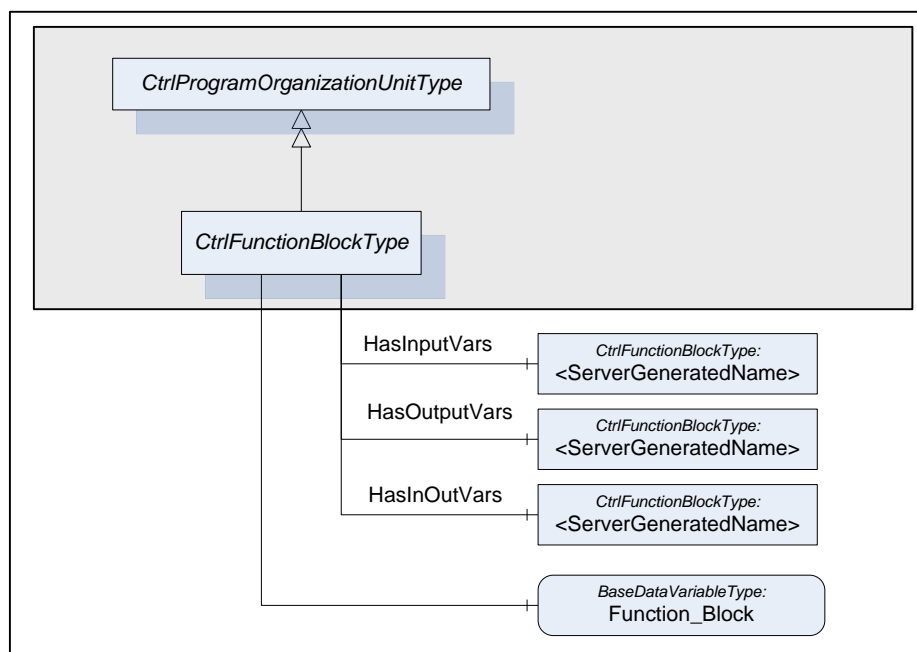 CtrlProgramOrganizationUnitType
CtrlFunctionBlockType
HasInputVars
CtrlFunctionBlockType:
<ServerGeneratedName>
HasOutputVars
CtrlFunctionBlockType:
<ServerGeneratedName>
HasInOutVars
CtrlFunctionBlockType:
<ServerGeneratedName>
BaseDataVariableType:
Function_Block